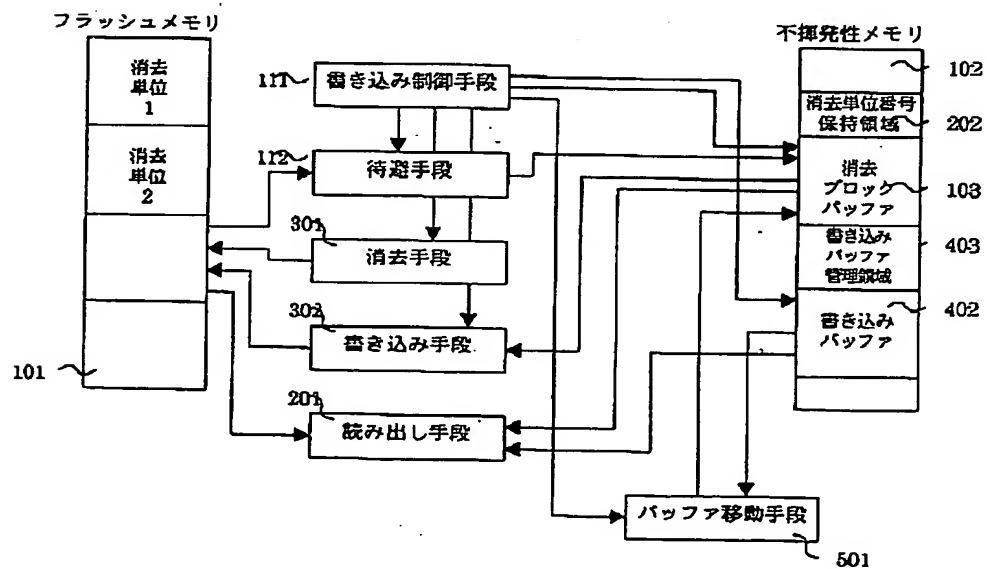 フラッシュメモリ
消去
単位
1
消去
単位
2
101
111
書き込み制御手段
112
待避手段
301
消去手段
302
書き込み手段
201
読み出し手段
不揮発性メモリ
102
消去単位番号
保持領域
202
消去
ブロック
バッファ
103
書き込み
バッファ
管理領域
403
書き込み
バッファ
402
バッファ移動手段
501